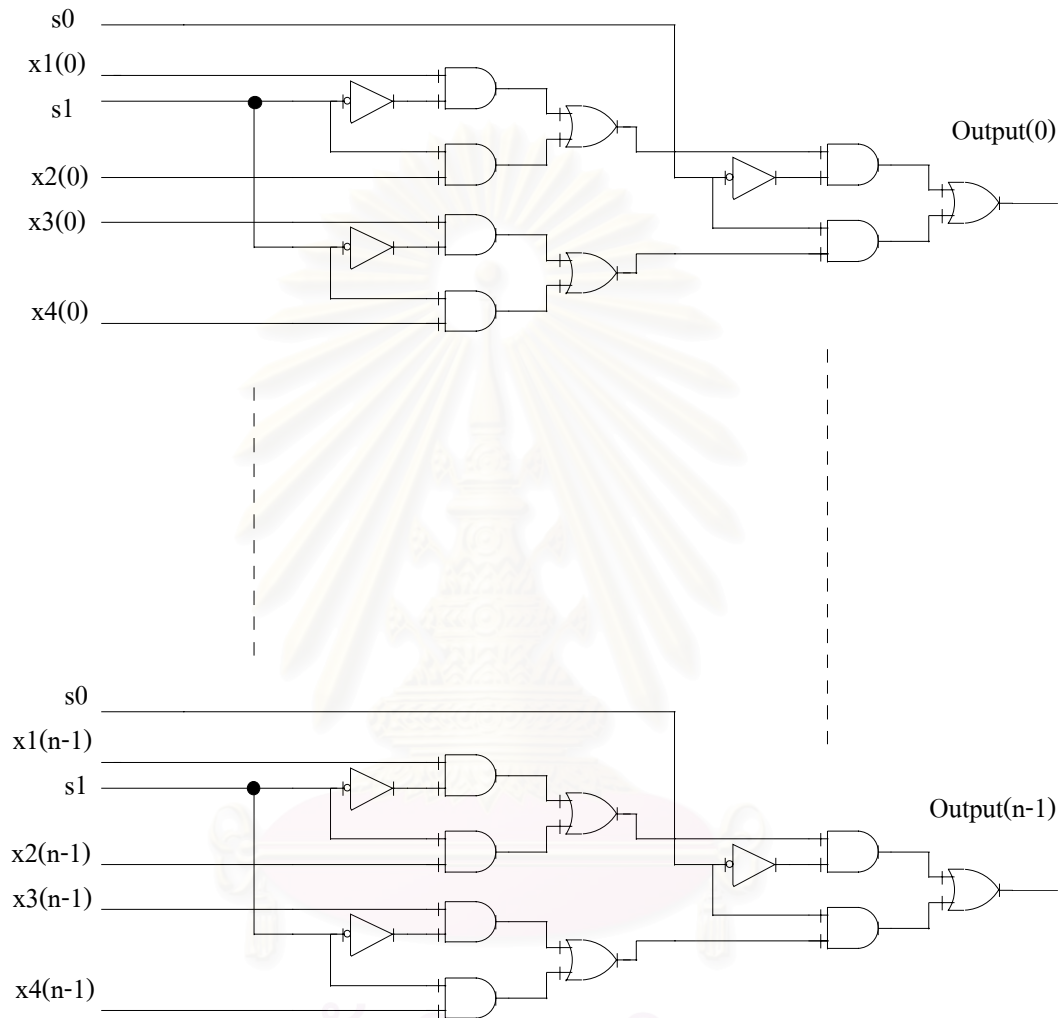 s0
x1(0)
s1
x2(0)
x3(0)
x4(0)
Output(0)
s0
x1(n-1)
s1
x2(n-1)
x3(n-1)
x4(n-1)
Output(n-1)